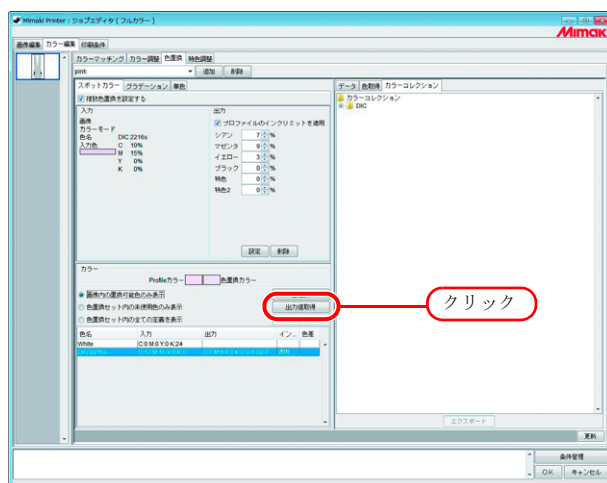 Mimaki Printer : ジョブエディタ ( フルカラー )
Mimaki
画像編集 カラー編集 印刷条件
カラーマッチング カラー調整 色置換 特色調整
pink 追加 削除
スポットカラー グラデーション 単色
データ 色取得 カラーコレクション
複数色置換を設定する
カラーコレクション
DIC
入力 出力
画像 プロファイルのインクリミットを適用
カラーモード
色名 DIC 2216s
シアン 7 %
入力色 C 10%
マゼンタ 9 %
M 15%
イエロー 3 %
Y 0%
ブラック 0 %
K 0%
特色 0 %
特色2 0 %
設定 削除
カラー
Profileカラー 色置換カラー
画像内の置換可能色のみ表示
色置換セット内の未使用色のみ表示
出力値取得
クリック
色置換セット内の全ての定義を表示
色名 入力 出力 イン... 色差
White C:0 M:0 Y:0 K:24
DIC 2216s
エクスポート
更新
条件管理
OK キャンセル